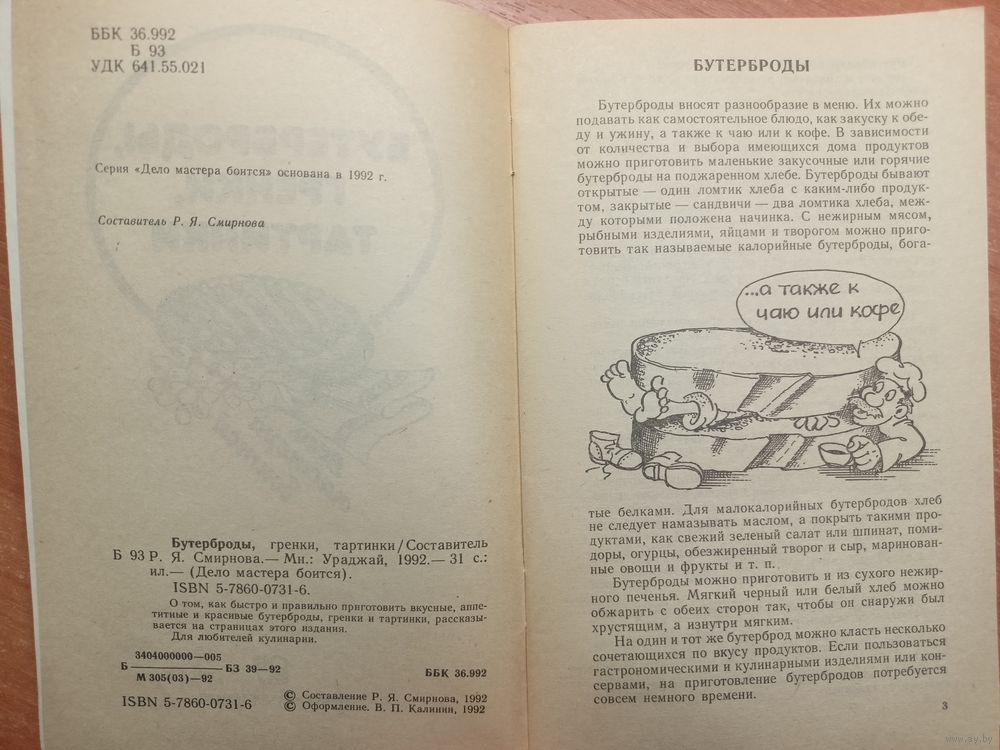 ББК 36.992
Б 93
УДК 641.55.021
Серия «Дело мастера боится» основана в 1992 г.
Составитель Р. Я. Смирнова
Бутерброды, гренки, тартинки/Составитель
Б 93 Р. Я. Смирнова.— Мн.: Ураджай, 1992.— 31 с.:
ил.— (Дело мастера боится).
ISBN 5-7860-0731-6.
О том, как быстро и правильно приготовить вкусные, аппе-
титные и красивые бутерброды, гренки и тартинки, рассказы-
вается на страницах этого издания.
Для любителей кулинарии.
3404000000—005
Б————БЗ 39—92
М 305(03)—92
ББК 36.992
ISBN 5-7860-0731-6
© Составление Р. Я. Смирнова, 1992
© Оформление. В. П. Калинин, 1992
БУТЕРБРОДЫ
Бутерброды вносят разнообразие в меню. Их можно
подавать как самостоятельное блюдо, как закуску к обе-
ду и ужину, а также к чаю или к кофе. В зависимости
от количества и выбора имеющихся дома продуктов
можно приготовить маленькие закусочные или горячие
бутерброды на поджаренном хлебе. Бутерброды бывают
открытые — один ломтик хлеба с каким-либо продук-
том, закрытые — сандвичи — два ломтика хлеба, меж-
ду которыми положена начинка. С нежирным мясом,
рыбными изделиями, яйцами и творогом можно приго-
товить так называемые калорийные бутерброды, бога-
...а также к
чаю или кофе
тые белками. Для малокалорийных бутербродов хлеб
не следует намазывать маслом, а покрыть такими про-
дуктами, как свежий зеленый салат или шпинат, поми-
доры, огурцы, обезжиренный творог и сыр, маринован-
ные овощи и фрукты и т. п.
Бутерброды можно приготовить и из сухого нежир-
ного печенья. Мягкий черный или белый хлеб можно
обжарить с обеих сторон так, чтобы он снаружи был
хрустящим, а изнутри мягким.
На один и тот же бутерброд можно класть несколько
сочетающихся по вкусу продуктов. Если пользоваться
гастрономическими и кулинарными изделиями или кон-
сервами, на приготовление бутербродов потребуется
совсем немного времени.
3
www.ay.by